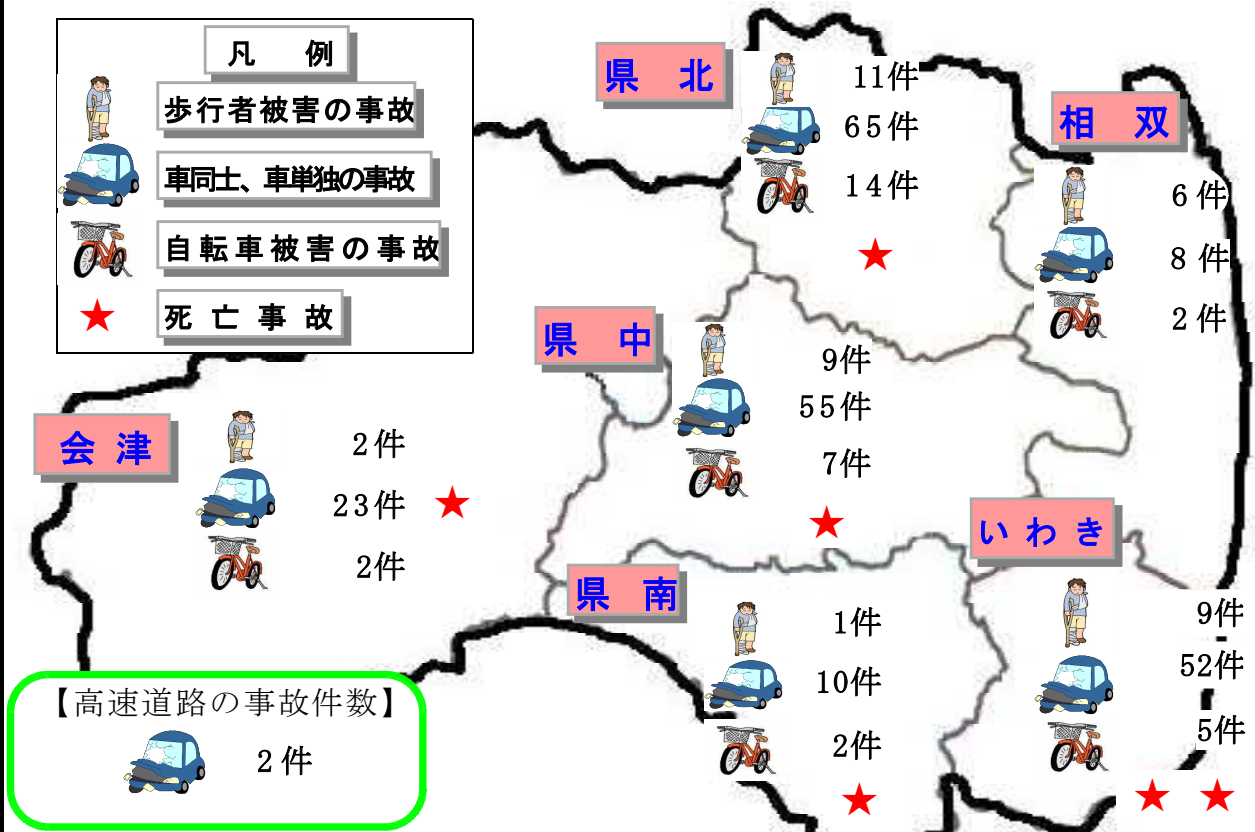 凡 例
歩行者被害の事故
車同士、車単独の事故
自転車被害の事故
死亡事故
県 北
11件
65件
14件
相 双
6件
8件
2件
県 中
9件
55件
7件
会 津
2件
23件
2件
いわき
9件
52件
5件
県 南
1件
10件
2件
【高速道路の事故件数】
2件